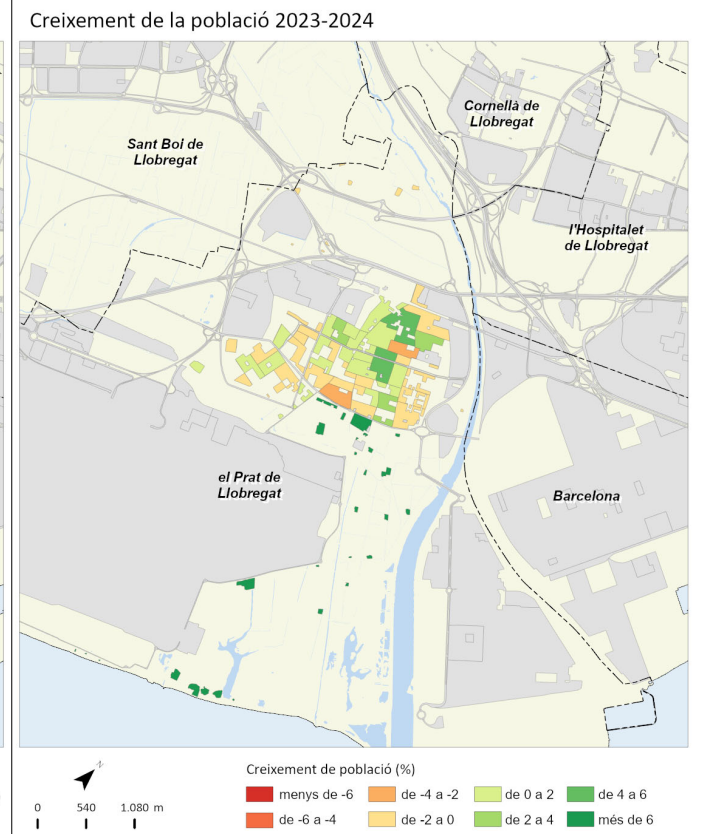 Creixement de la població 2023-2024
Cornellà de
Llobregat
Sant Boi de
Llobregat
l'Hospitalet
de Llobregat
el Prat de
Llobregat
Barcelona
N
0 540 1.080 m
Creixement de població (%)
menys de -6
de -4 a -2
de 0 a 2
de 4 a 6
de -6 a -4
de -2 a 0
de 2 a 4
més de 6